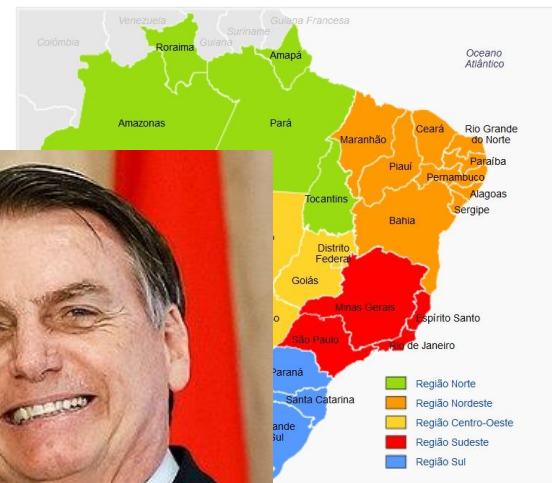 Venezuela
Guiana Francesa
Suriname
Colômbia
Guiana
Roraima
Amapá
Oceano
Atlântico
Amazonas
Pará
Maranhão
Ceará
Rio Grande
do Norte
Piauí
Paraíba
Pernambuco
Alagoas
Sergipe
Tocantins
Bahia
Distrito
Federal
Goiás
Minas Gerais
Espírito Santo
São Paulo
Rio de Janeiro
Paraná
Santa Catarina
Região Norte
Região Nordeste
Região Centro-Oeste
Região Sudeste
Região Sul